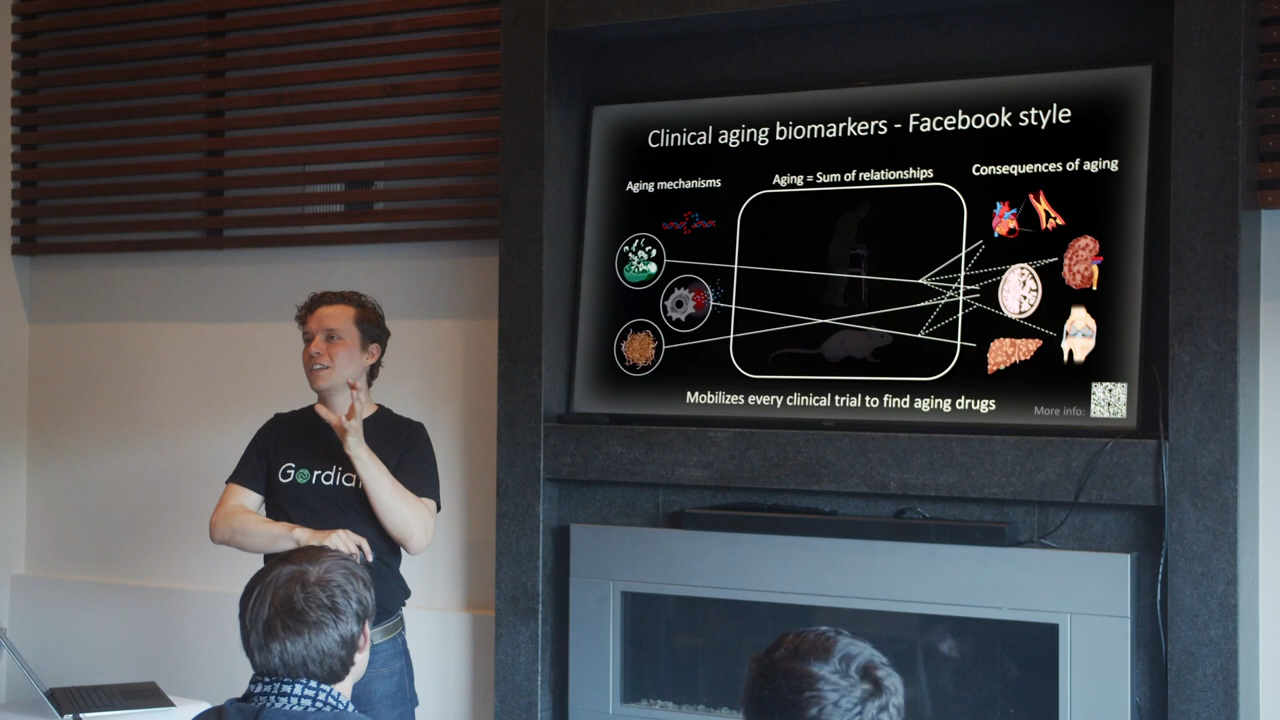 Clinical aging biomarkers - Facebook style
Aging mechanisms
Aging = Sum of relationships
Consequences of aging
Mobilizes every clinical trial to find aging drugs
More info:
Gordian